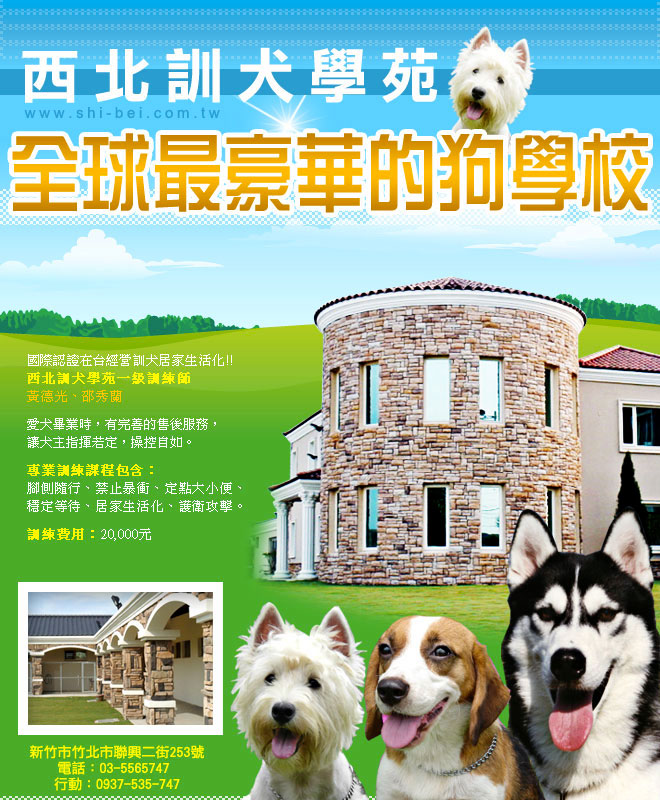 西北訓犬學苑
www.shi-bei.com.tw
全球最豪華的狗學校
國際認證在台經營訓犬居家生活化!!
西北訓犬學苑一級訓練師
黃德光、邵秀蘭
愛犬畢業時，有完善的售後服務，
讓犬主指揮若定，操控自如。
專業訓練課程包含：
腳側隨行、禁止暴衝、定點大小便、
穩定等待、居家生活化、護衛攻擊。
訓練費用：20,000元
新竹市竹北市聯興二街253號
電話：03-5565747
行動：0937-535-747